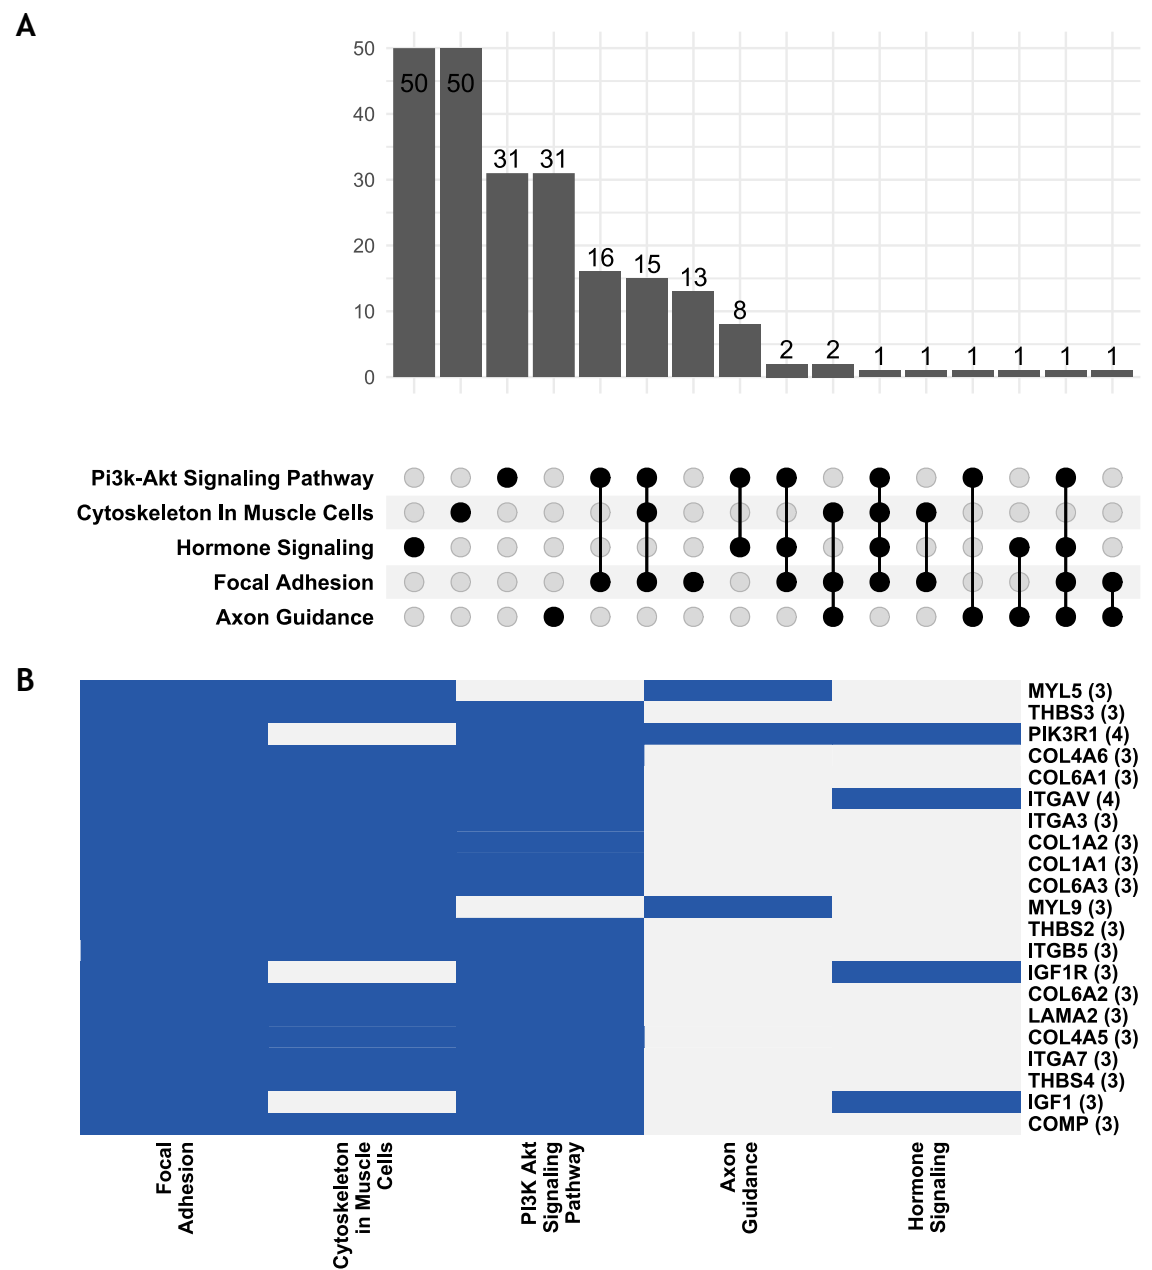 A
50
40
30
20
10
0
50 50 31 31 16 15 13 8 2 2 1 1 1 1 1 1
Pi3k-Akt Signaling Pathway
Cytoskeleton In Muscle Cells
Hormone Signaling
Focal Adhesion
Axon Guidance
B
MYL5 (3)
THBS3 (3)
PIK3R1 (4)
COL4A6 (3)
COL6A1 (3)
ITGAV (4)
ITGA3 (3)
COL1A2 (3)
COL1A1 (3)
COL6A3 (3)
MYL9 (3)
THBS2 (3)
ITGB5 (3)
IGF1R (3)
COL6A2 (3)
LAMA2 (3)
COL4A5 (3)
ITGA7 (3)
THBS4 (3)
IGF1 (3)
COMP (3)
Focal
Adhesion
Cytoskeleton
in Muscle
Cells
PI3K Akt
Signaling
Pathway
Axon
Guidance
Hormone
Signaling